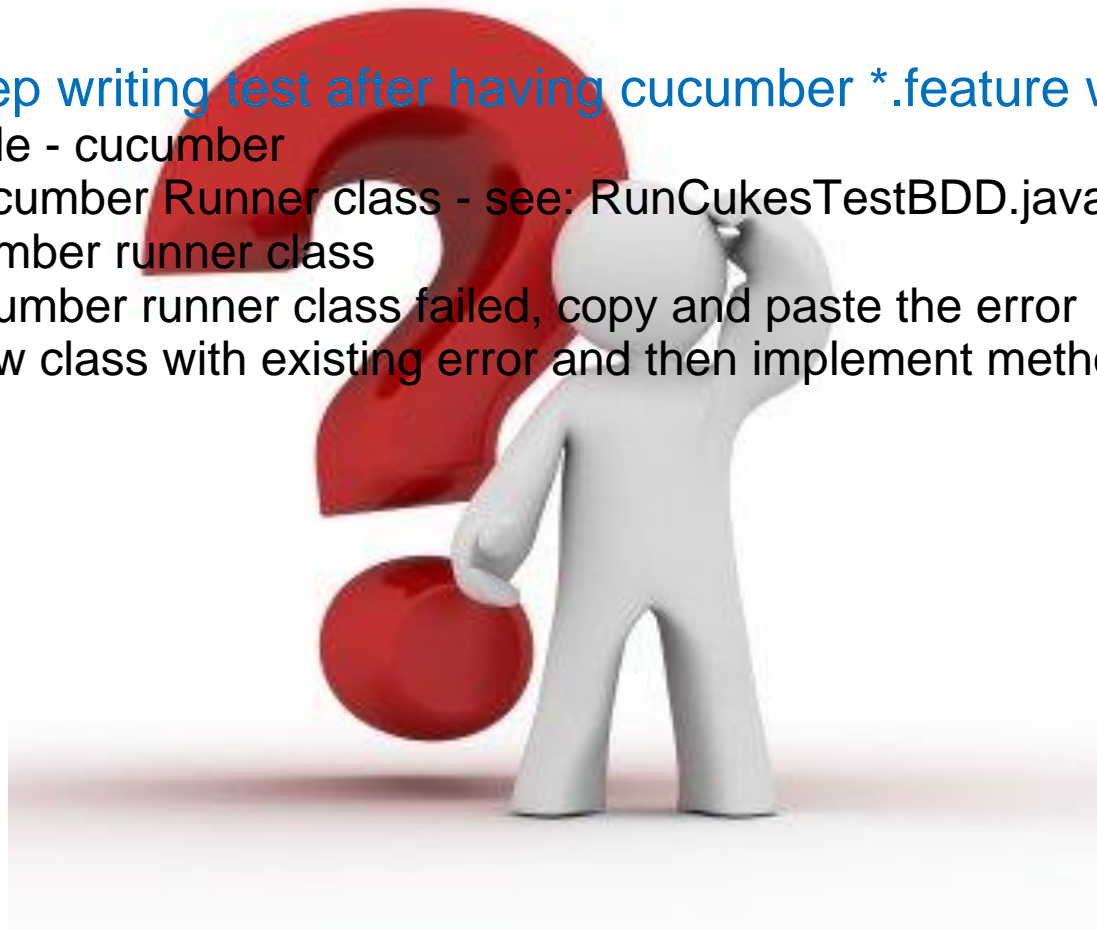 ep writing test after having cucumber *.feature
le - cucumber
cumber Runner class - see: RunCukesTestBDD.java
mber runner class
umber runner class failed, copy and paste the error
w class with existing error and then implement meth